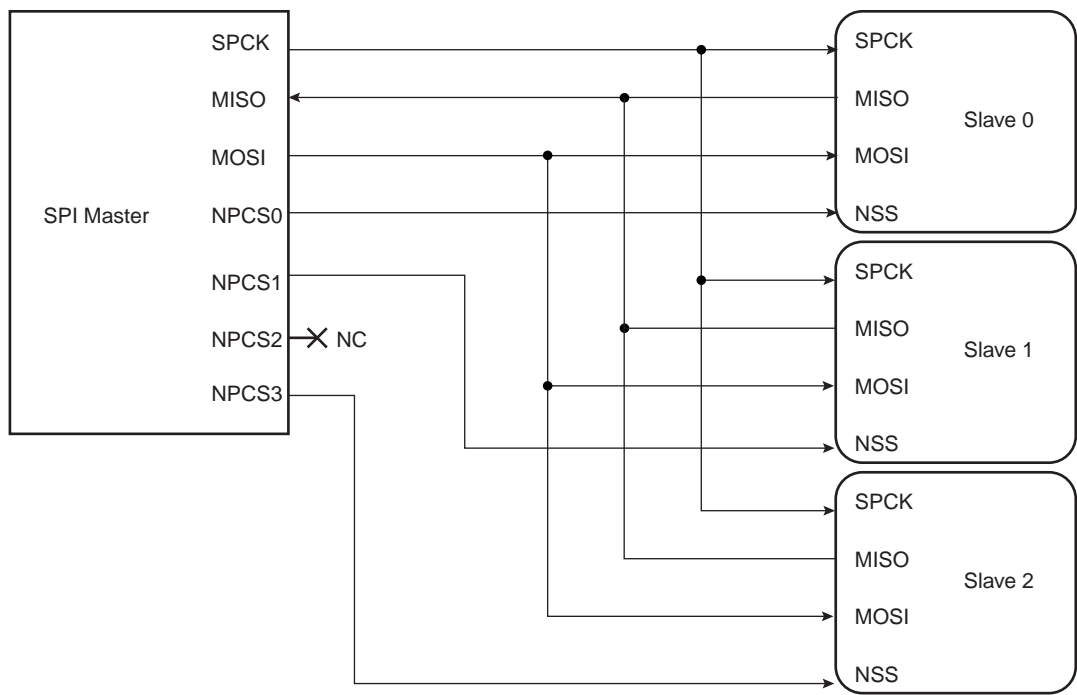 SPI Master
SPCK
MISO
MOSI
NPCS0
NPCS1
NPCS2
NC
NPCS3
SPCK
MISO
Slave 0
MOSI
NSS
SPCK
MISO
Slave 1
MOSI
NSS
SPCK
MISO
Slave 2
MOSI
NSS